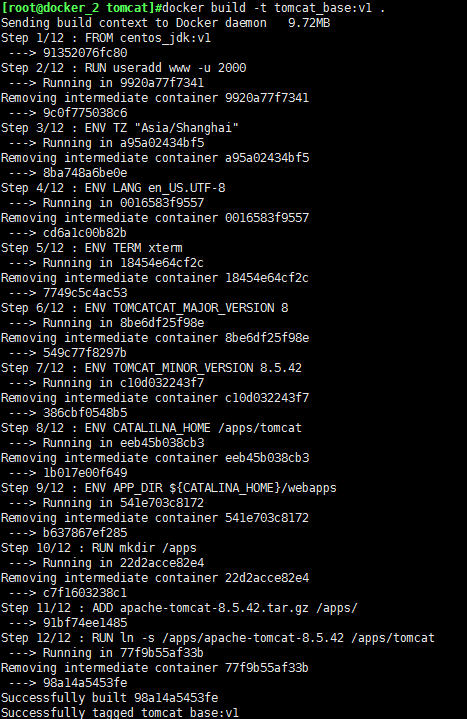 [root@docker_2 tomcat]#docker build -t tomcat_base:v1 .
Sending build context to Docker daemon   9.72MB
Step 1/12 : FROM centos_jdk:v1
 ---> 91352076fc80
Step 2/12 : RUN useradd www -u 2000
 ---> Running in 9920a77f7341
Removing intermediate container 9920a77f7341
 ---> 9c0f775038c6
Step 3/12 : ENV TZ "Asia/Shanghai"
 ---> Running in a95a02434bf5
Removing intermediate container a95a02434bf5
 ---> 8ba748a6be0e
Step 4/12 : ENV LANG en_US.UTF-8
 ---> Running in 0016583f9557
Removing intermediate container 0016583f9557
 ---> cd6a1c00b82b
Step 5/12 : ENV TERM xterm
 ---> Running in 18454e64cf2c
Removing intermediate container 18454e64cf2c
 ---> 7749c5c4ac53
Step 6/12 : ENV TOMCATCAT_MAJOR_VERSION 8
 ---> Running in 8be6df25f98e
Removing intermediate container 8be6df25f98e
 ---> 549c77f8297b
Step 7/12 : ENV TOMCAT_MINOR_VERSION 8.5.42
 ---> Running in c10d032243f7
Removing intermediate container c10d032243f7
 ---> 386cbf0548b5
Step 8/12 : ENV CATALILNA_HOME /apps/tomcat
 ---> Running in eeb45b038cb3
Removing intermediate container eeb45b038cb3
 ---> 1b017e00f649
Step 9/12 : ENV APP_DIR ${CATALINA_HOME}/webapps
 ---> Running in 541e703c8172
Removing intermediate container 541e703c8172
 ---> b637867ef285
Step 10/12 : RUN mkdir /apps
 ---> Running in 22d2acce82e4
Removing intermediate container 22d2acce82e4
 ---> c7f1603238c1
Step 11/12 : ADD apache-tomcat-8.5.42.tar.gz /apps/
 ---> 91bf74ee1485
Step 12/12 : RUN ln -s /apps/apache-tomcat-8.5.42 /apps/tomcat
 ---> Running in 77f9b55af33b
Removing intermediate container 77f9b55af33b
 ---> 98a14a5453fe
Successfully built 98a14a5453fe
Successfully tagged tomcat_base:v1